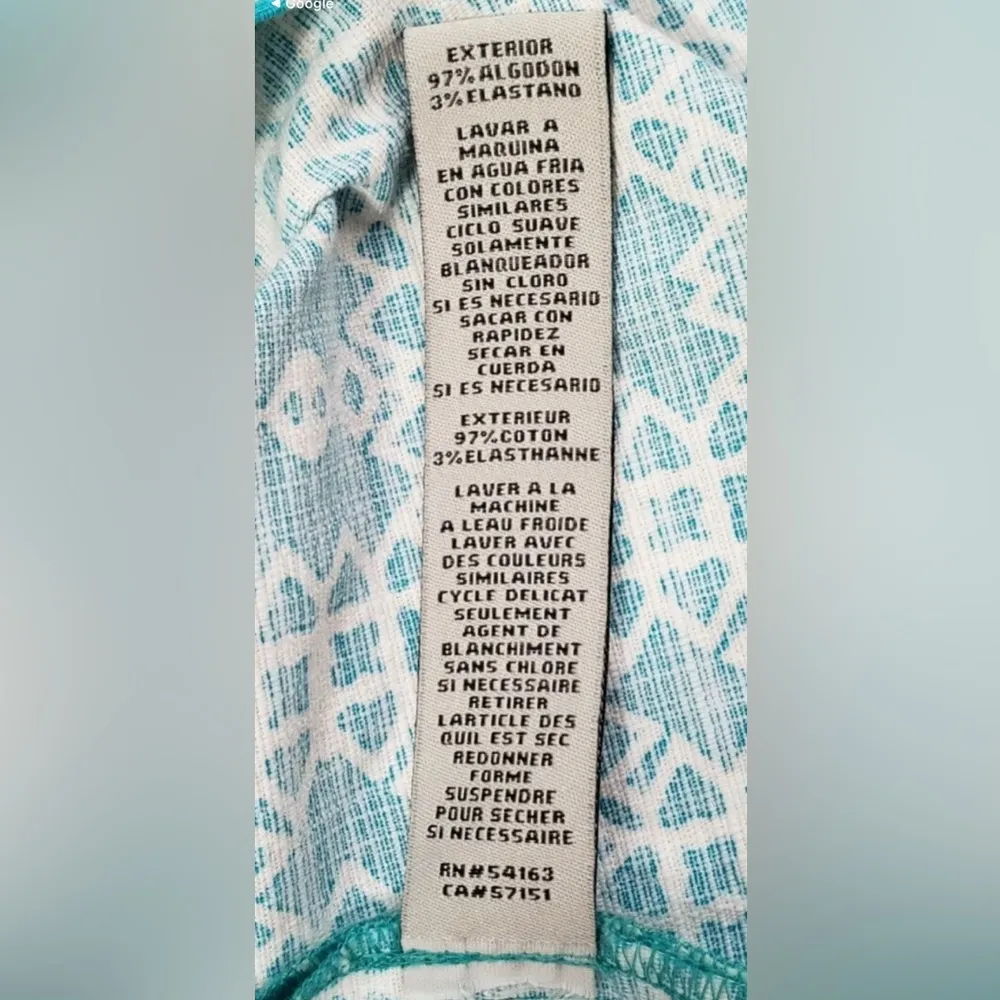 ◀ Google
EXTERIOR
97% ALGODON
3% ELASTANO
LAVAR A
MAQUINA
EN AGUA FRIA
CON COLORES
SIMILARES
CICLO SUAVE
SOLAMENTE
BLANQUEADOR
SIN CLORO
SI ES NECESARIO
SACAR CON
RAPIDEZ
SECAR EN
CUERDA
SI ES NECESARIO
EXTERIEUR
97% COTON
3% ELASTHANNE
LAVER A LA
MACHINE
A LEAU FROIDE
LAVER AVEC
DES COULEURS
SIMILAIRES
CYCLE DELICAT
SEULEMENT
AGENT DE
BLANCHIMENT
SANS CHLORE
SI NECESSAIRE
RETIRER
LARTICLE DES
QUIL EST SEC
REDONNER
FORME
SUSPENDRE
POUR SECHER
SI NECESSAIRE
RN#54163
CA#57151